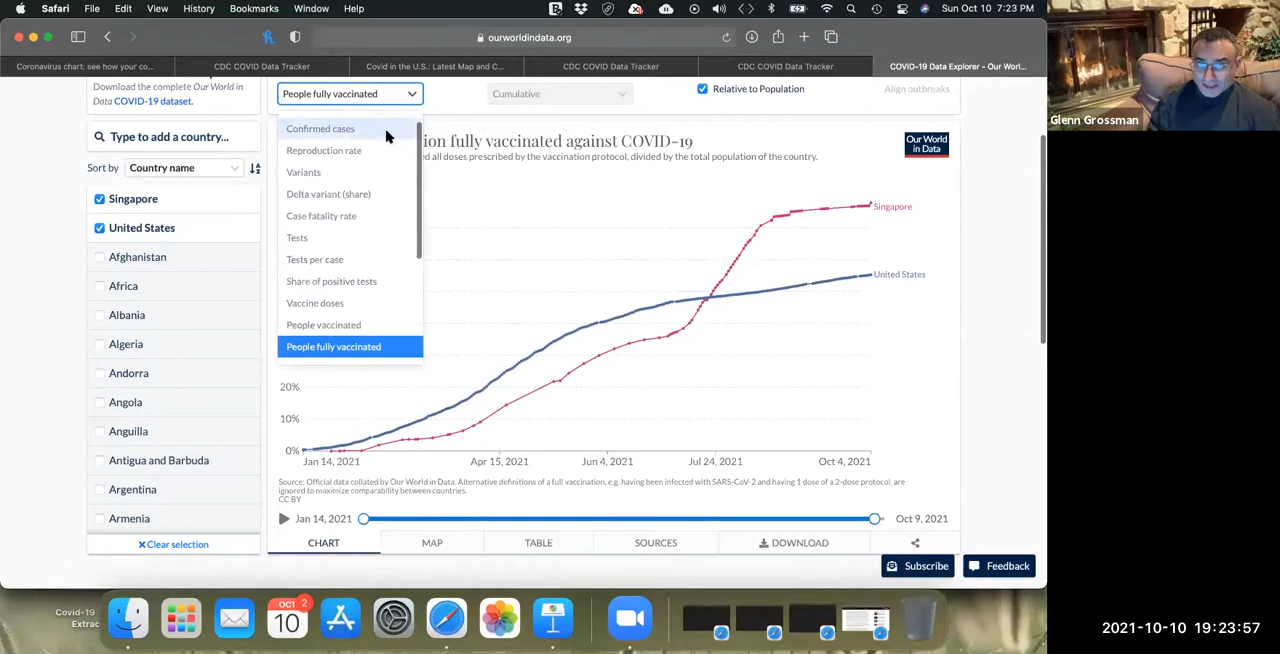 Safari File Edit View History Bookmarks Window Help Sun Oct 10 7:23 PM
ourworldindata.org
Coronavirus chart: see how your co... CDC COVID Data Tracker Covid in the U.S.: Latest Map and C... CDC COVID Data Tracker CDC COVID Data Tracker COVID-19 Data Explorer - Our Worl...
Download the complete Our World in
Data COVID-19 dataset.
People fully vaccinated
Cumulative
Relative to Population
Align outbreaks
Type to add a country...
Sort by Country name
Singapore
United States
Afghanistan
Africa
Albania
Algeria
Andorra
Angola
Anguilla
Antigua and Barbuda
Argentina
Armenia
Clear selection
Confirmed cases
Reproduction rate
Variants
Delta variant (share)
Case fatality rate
Tests
Tests per case
Share of positive tests
Vaccine doses
People vaccinated
People fully vaccinated
ion fully vaccinated against COVID-19
ed all doses prescribed by the vaccination protocol, divided by the total population of the country.
Our World
in Data
Singapore
United States
20%
10%
0%
Jan 14, 2021 Apr 15, 2021 Jun 4, 2021 Jul 24, 2021 Oct 4, 2021
Source: Official data collated by Our World in Data. Alternative definitions of a full vaccination, e.g. having been infected with SARS-CoV-2 and having 1 dose of a 2-dose protocol, are
ignored to maximize comparability between countries.
CC BY
Jan 14, 2021 Oct 9, 2021
CHART MAP TABLE SOURCES DOWNLOAD
Subscribe Feedback
Covid-19
Extrac
OCT 2
10
Glenn Grossman
2021-10-10 19:23:57